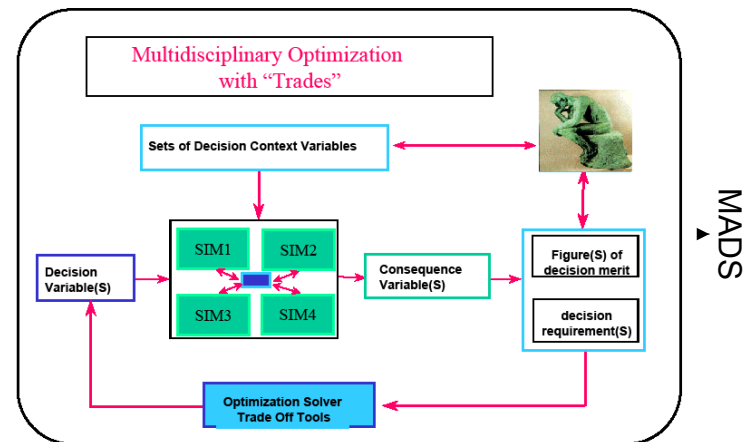 Multidisciplinary Optimization
with “Trades”
Sets of Decision Context Variables
SIM1
SIM2
Decision
Variable(S)
Consequence
Variable(S)
Figure(S) of
decision merit
SIM3
SIM4
decision
requirement(S)
Optimization Solver
Trade Off Tools
MADS